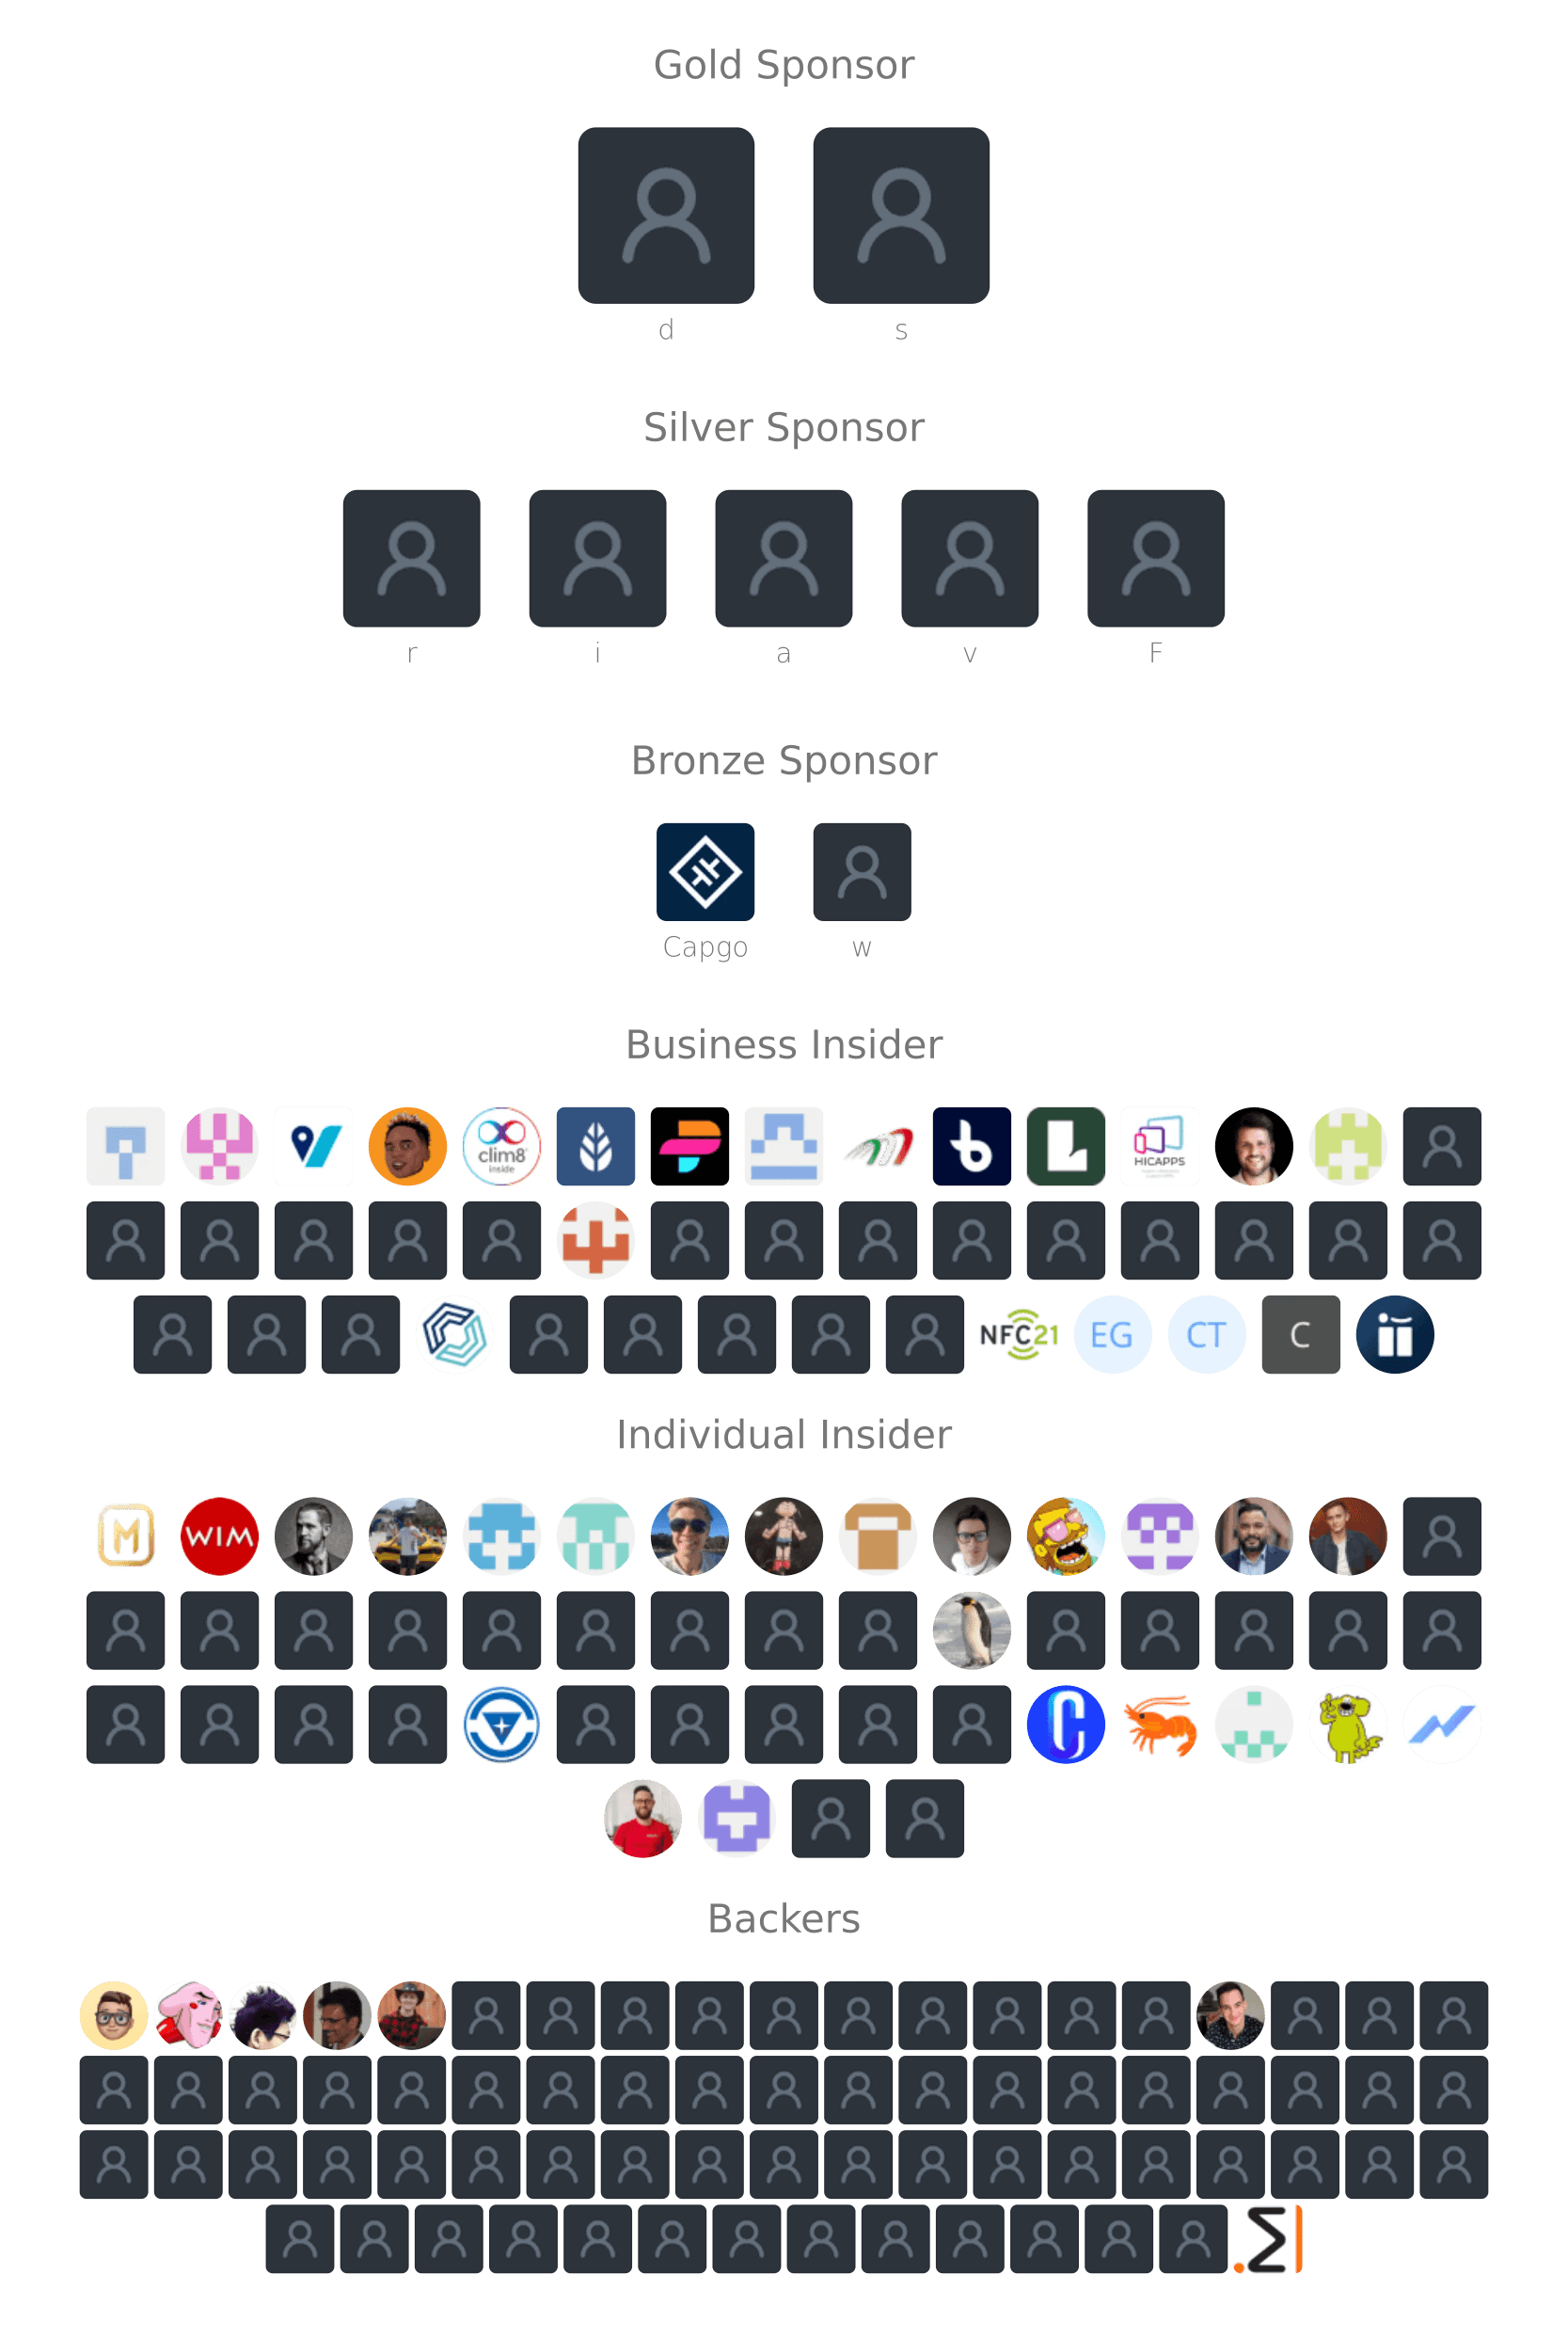 Gold Sponsor
d s
Silver Sponsor
r i a v F
Bronze Sponsor
Capgo w
Business Insider
clim8
inside
HICAPPS
NFC21 EG CT C
Individual Insider
M WIM
C
Backers